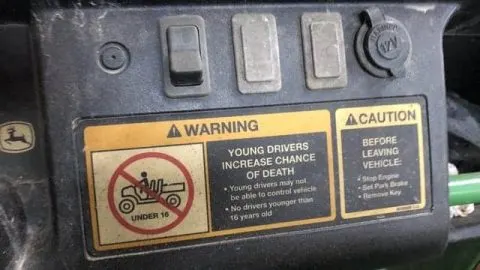 12V
WARNING
YOUNG DRIVERS
INCREASE CHANCE
OF DEATH
• Young drivers may not
be able to control vehicle
• No drivers younger than
16 years old
UNDER 16
CAUTION
BEFORE
LEAVING
VEHICLE:
• Stop Engine
• Set Park Brake
• Remove Key.